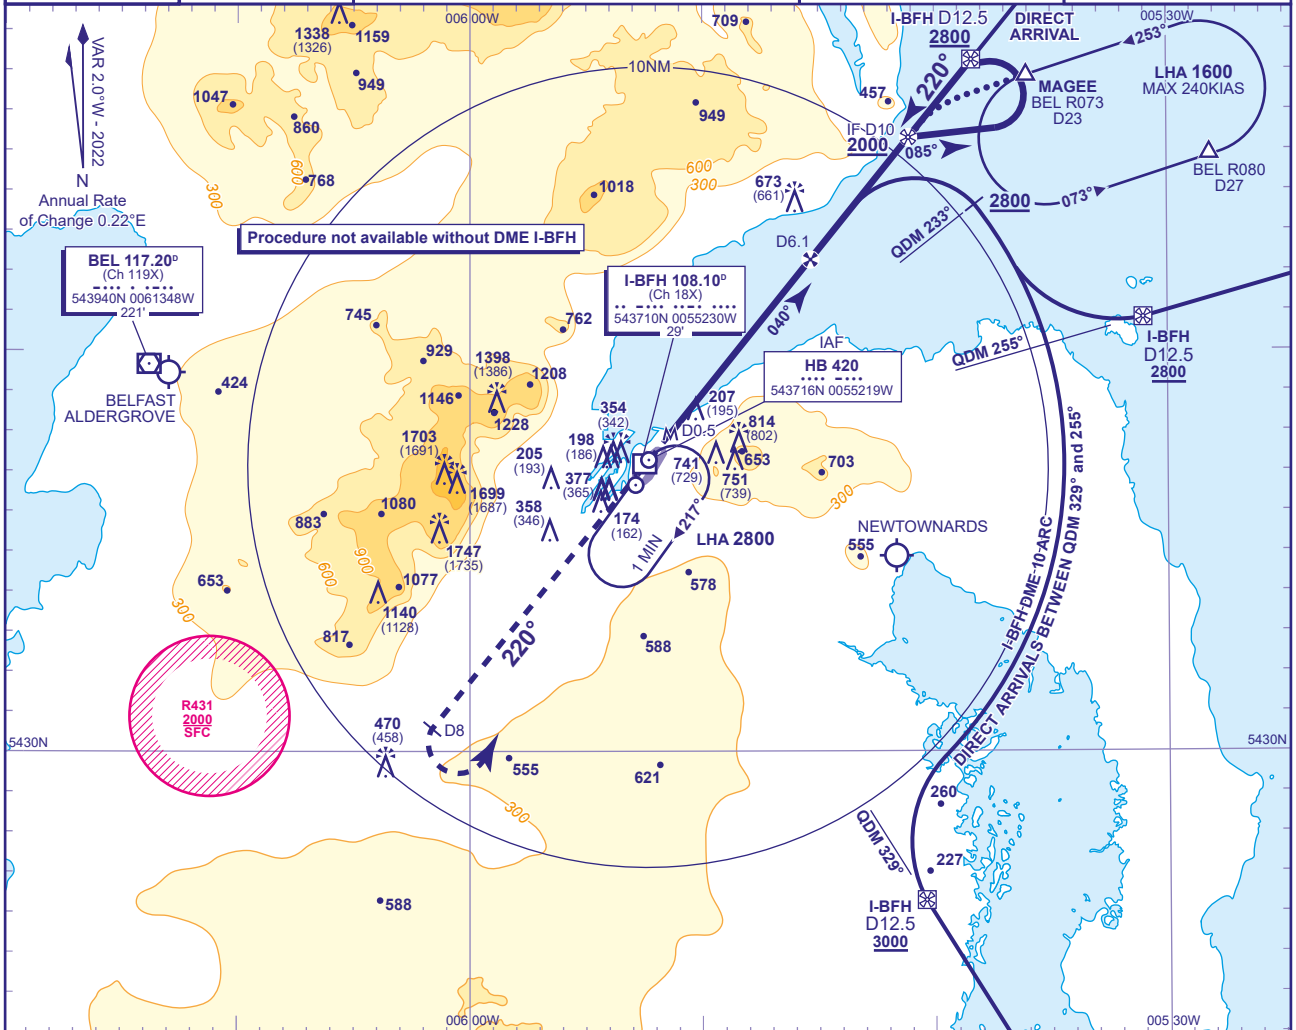 006 00W
005 30W
709
I-BFH D12.5
2800
DIRECT
ARRIVAL
253°
1338
(1326)
1159
VAR 2.0°W - 2022
N
Annual Rate
of Change 0.22°E
949
1047
860
768
600
300
10NM
949
1018
600
300
457
220°
MAGEE
BEL R073
D23
LHA 1600
MAX 240KIAS
IF D10
2000
085°
BEL R080
D27
2800
073°
673
(661)
QDM 233°
D6.1
Procedure not available without DME I-BFH
BEL 117.20D
(Ch 119X)
543940N 0061348W
221'
I-BFH 108.10D
(Ch 18X)
543710N 0055230W
29'
040°
IAF
HB 420
543716N 0055219W
QDM 255°
I-BFH
D12.5
2800
745
762
929
1398
(1386)
1208
1146
1228
424
BELFAST
ALDERGROVE
1703
(1691)
354
(342)
198
(186)
205
(193)
207
(195)
D0.5
814
(802)
653
741
(729)
751
(739)
703
300
377
(365)
1699
(1687)
358
(346)
174
(162)
217°
1 MIN
LHA 2800
1080
883
1747
(1735)
900
600
NEWTOWNARDS
555
653
300
1077
1140
(1128)
817
578
588
220°
I-BFH DME 10 ARC
DIRECT ARRIVALS BETWEEN QDM 329° and 255°
R431
2000
SFC
470
(458)
D8
5430N
5430N
555
621
300
260
QDM 329°
227
588
I-BFH
D12.5
3000
006 00W
005 30W